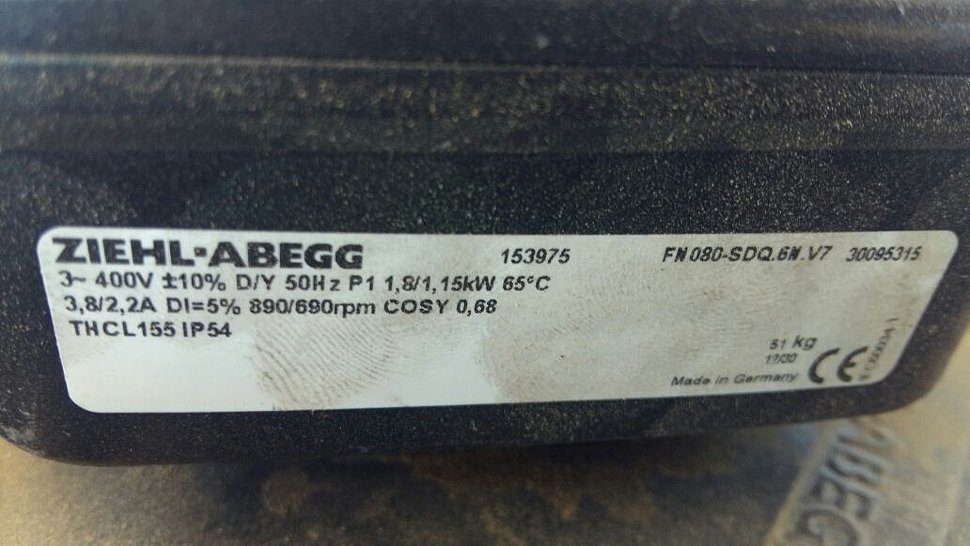 ZIEHL-ABEGG 153975 FN080-SDQ.6N.V7 30095315
3~ 400V ±10% D/Y 50Hz P1 1,8/1,15kW 65°C
3,8/2,2A DI=5% 890/690rpm COSY 0,68
THCL155 IP54
51 kg
Made in Germany CE
ABEG